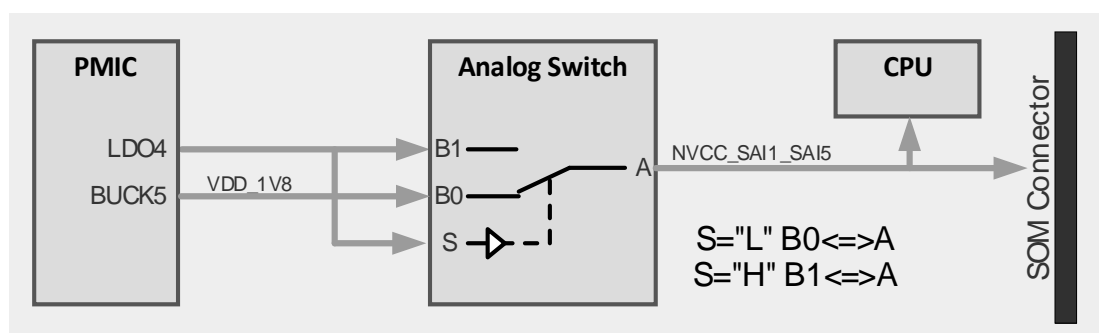 PMIC
LDO4
BUCK5
VDD_1V8
Analog Switch
B1
B0
S
A
NVCC_SAI1_SAI5
CPU
SOM Connector
S="L" B0<=>A
S="H" B1<=>A